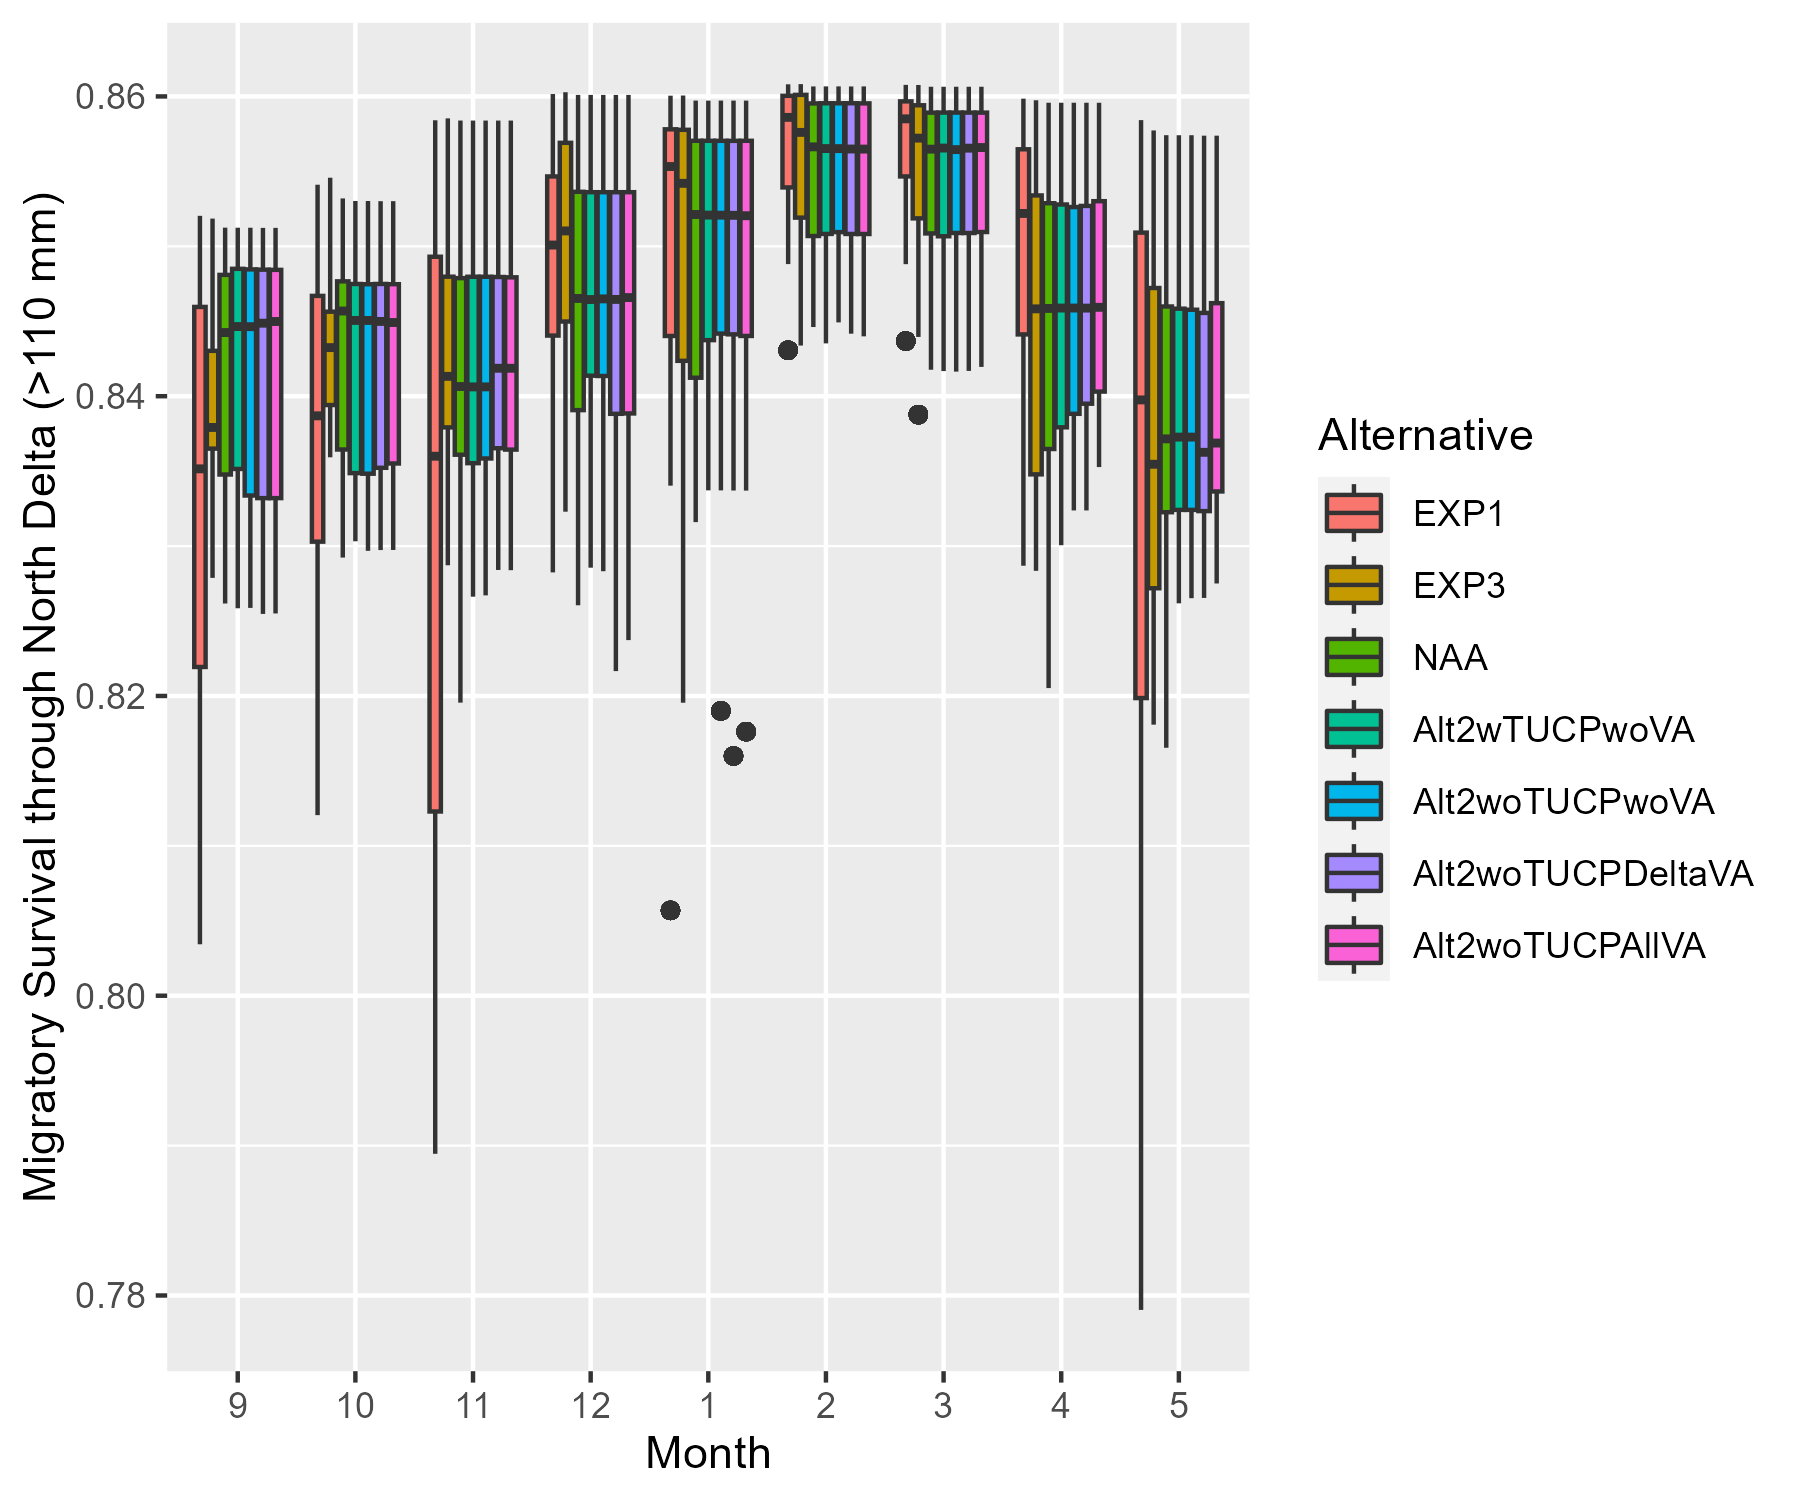 Migratory Survival through North Delta (>110 mm)
0.86
0.84
0.82
0.80
0.78
9 10 11 12 1 2 3 4 5
Month
Alternative
EXP1
EXP3
NAA
Alt2wTUCPwoVA
Alt2woTUCPwoVA
Alt2woTUCPDeltaVA
Alt2woTUCPAllVA